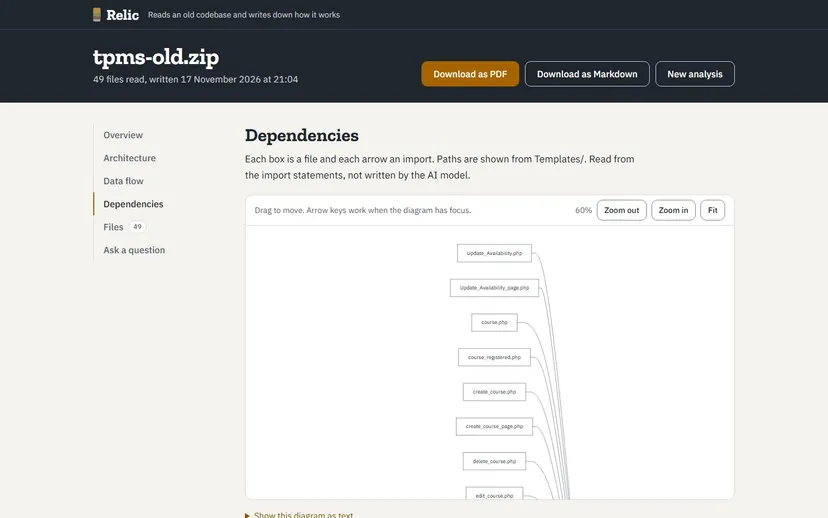 Relic Reads an old codebase and writes down how it works
tpms-old.zip
49 files read, written 17 November 2026 at 21:04
Download as PDF
Download as Markdown
New analysis
Overview
Architecture
Data flow
Dependencies
Files 49
Ask a question
Dependencies
Each box is a file and each arrow an import. Paths are shown from Templates/. Read from
the import statements, not written by the AI model.
Drag to move. Arrow keys work when the diagram has focus.
60%
Zoom out
Zoom in
Fit
Update_Availability.php
Update_Availability_page.php
course.php
course_registered.php
create_course.php
create_course_page.php
delete_course.php
edit_course.php
Show this diagram as text